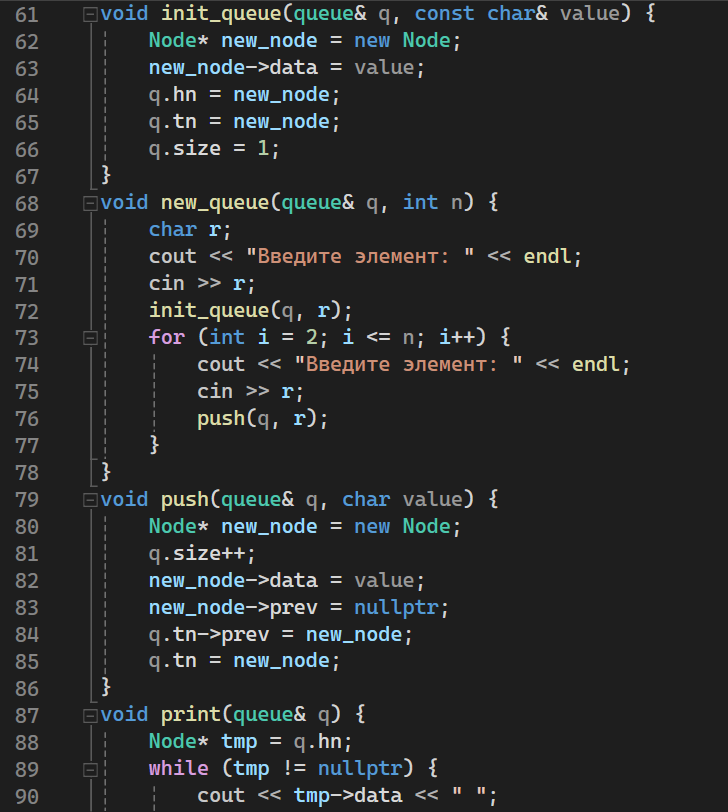 61 void init_queue(queue& q, const char& value) {
62 Node* new_node = new Node;
63 new_node->data = value;
64 q.hn = new_node;
65 q.tn = new_node;
66 q.size = 1;
67 }
68 void new_queue(queue& q, int n) {
69 char r;
70 cout << "Введите элемент: " << endl;
71 cin >> r;
72 init_queue(q, r);
73 for (int i = 2; i <= n; i++) {
74 cout << "Введите элемент: " << endl;
75 cin >> r;
76 push(q, r);
77 }
78 }
79 void push(queue& q, char value) {
80 Node* new_node = new Node;
81 q.size++;
82 new_node->data = value;
83 new_node->prev = nullptr;
84 q.tn->prev = new_node;
85 q.tn = new_node;
86 }
87 void print(queue& q) {
88 Node* tmp = q.hn;
89 while (tmp != nullptr) {
90 cout << tmp->data << " ";